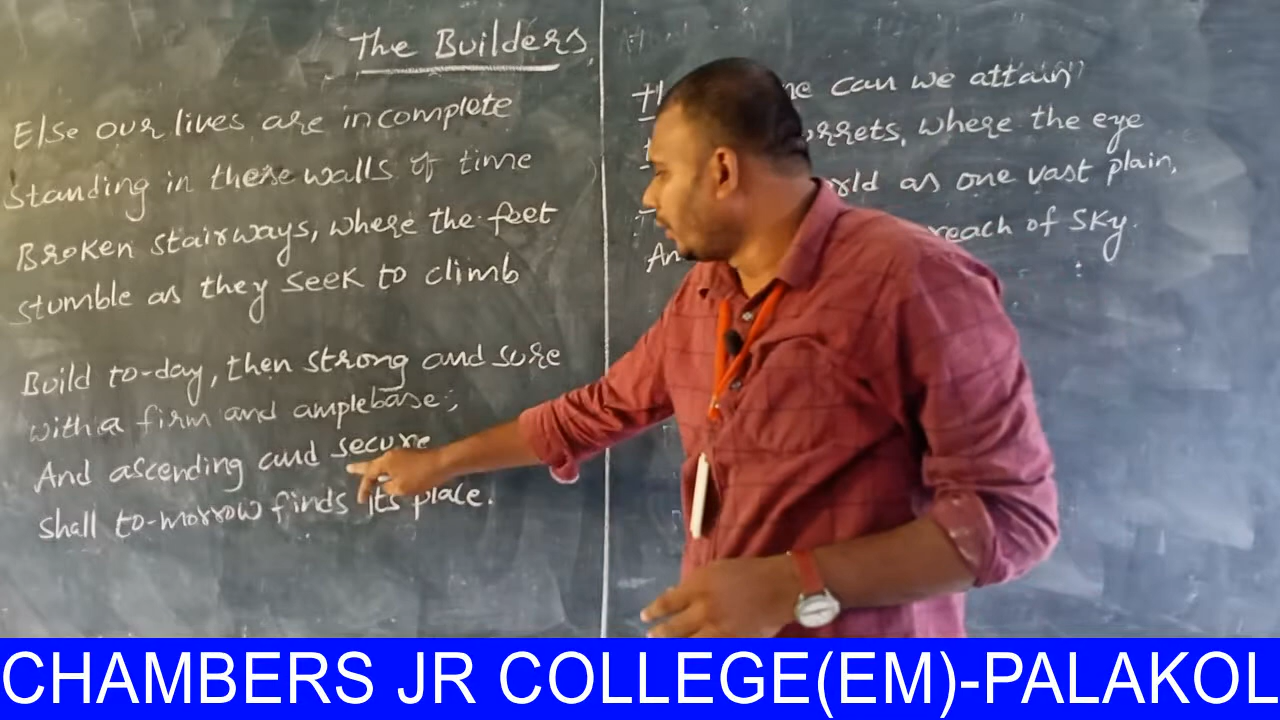 The Builders,
Else our lives are incomplete
standing in these walls of time
Broken stairways, where the feet
stumble as they seek to climb
Build to-day, then strong and sure
with a firm and ample base;
And ascending and secure
shall to-morrow finds its place.
can we attain
where the eye
as one vast plain,
reach of sky.
CHAMBERS JR COLLEGE(EM)-PALAKOL